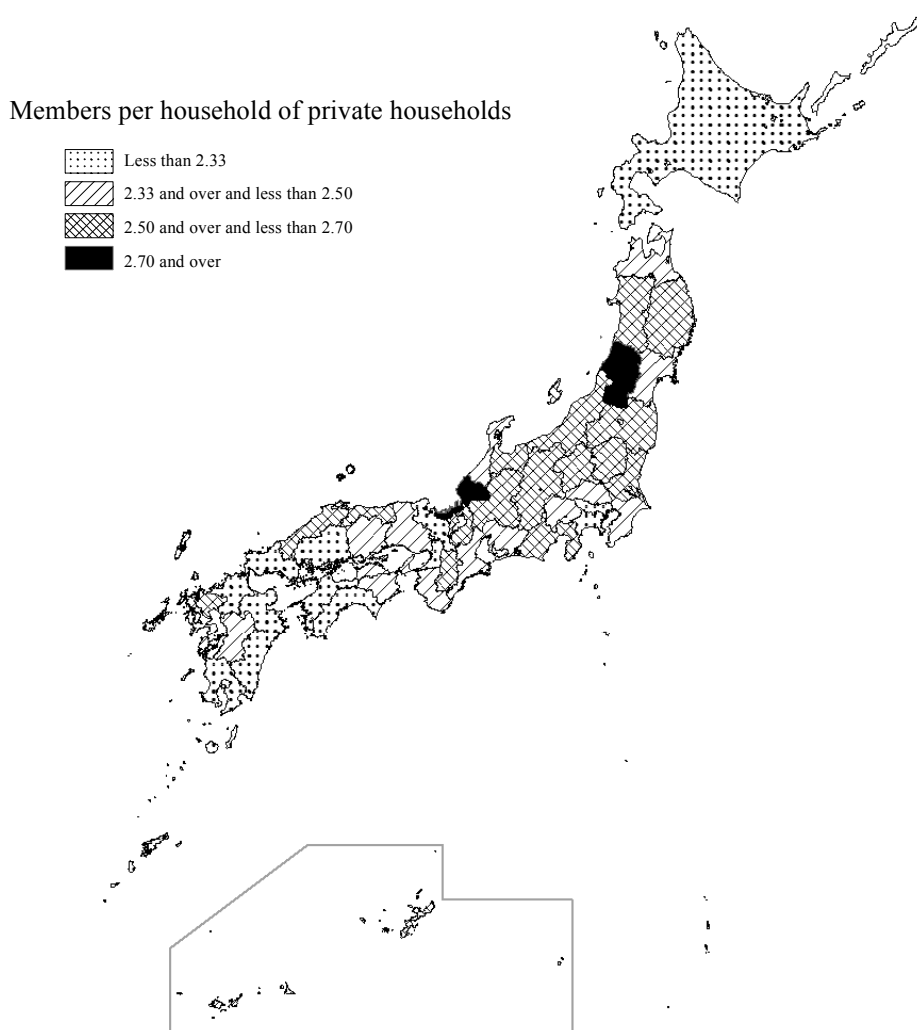 Members per household of private households
Less than 2.33
2.33 and over and less than 2.50
2.50 and over and less than 2.70
2.70 and over